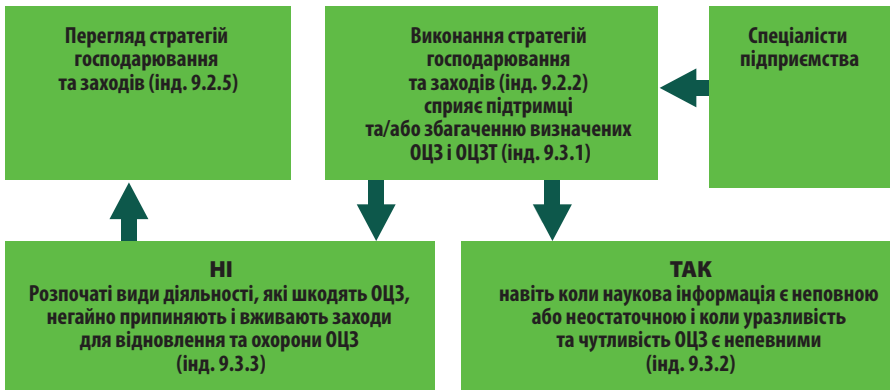 Перегляд стратегій
господарювання
та заходів (інд. 9.2.5)
Виконання стратегій
господарювання
та заходів (інд. 9.2.2)
сприяє підтримці
та/або збагаченню визначених
ОЦЗ і ОЦЗТ (інд. 9.3.1)
Спеціалісти
підприємства
НІ
Розпочаті види діяльності, які шкодять ОЦЗ,
негайно припиняють і вживають заходи
для відновлення та охорони ОЦЗ
(інд. 9.3.3)
ТАК
навіть коли наукова інформація є неповною
або неостаточною і коли уразливість
та чутливість ОЦЗ є непевними
(інд. 9.3.2)